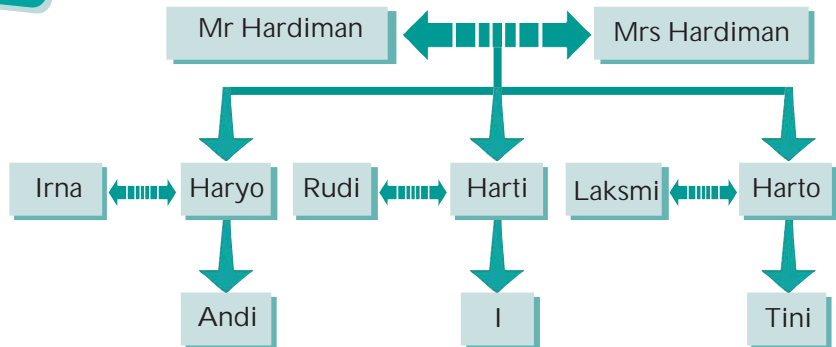 Mr Hardiman
Mrs Hardiman
Irna
Haryo
Rudi
Harti
Laksmi
Harto
Andi
I
Tini